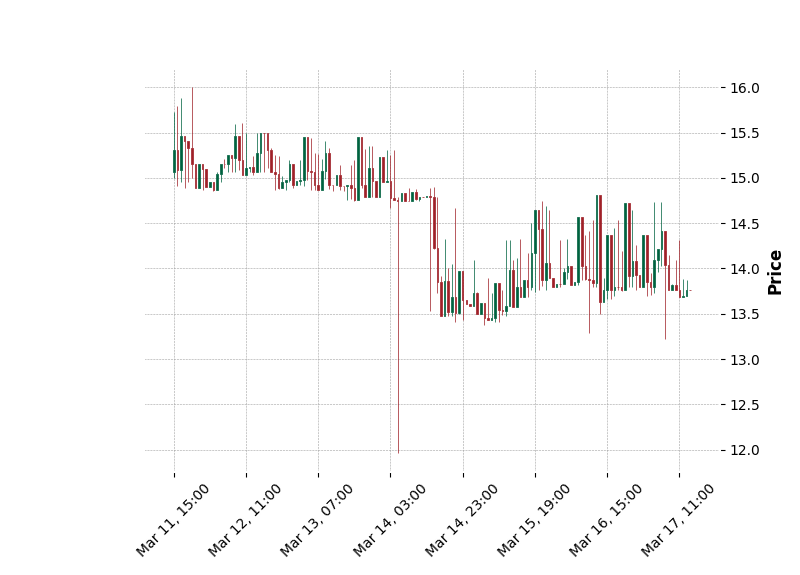 16.0
15.5
15.0
14.5
14.0
13.5
13.0
12.5
12.0
Price
Mar 11, 15:00
Mar 12, 11:00
Mar 13, 07:00
Mar 14, 03:00
Mar 14, 23:00
Mar 15, 19:00
Mar 16, 15:00
Mar 17, 11:00